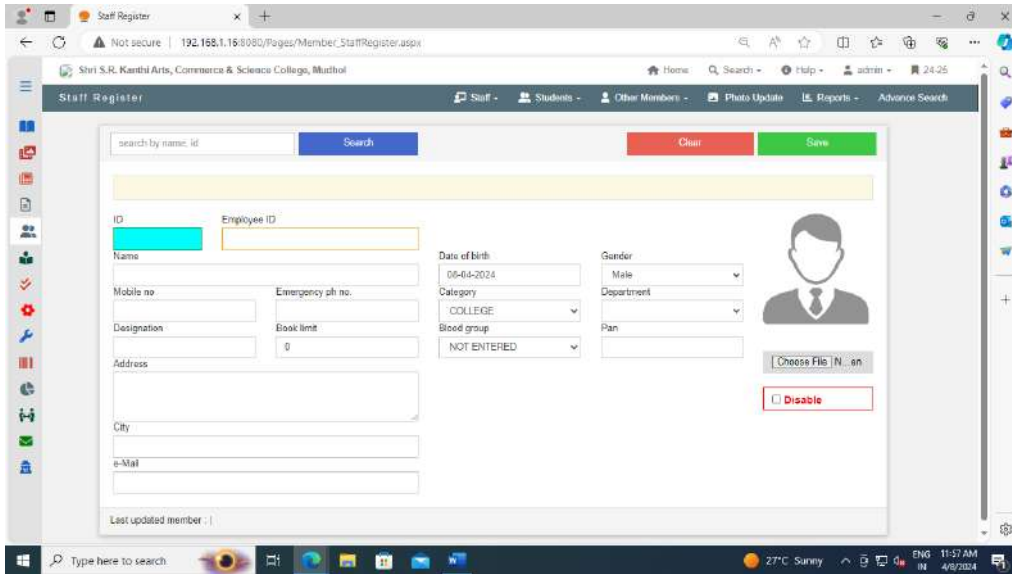 Staff Register
Not secure 192.168.1.16:8080/Pages/Member_StaffRegister.aspx
Shri S.R. Kanthi Arts, Commerce & Science College, Mudhol
Home Search Help admin 24-25
Staff Register Staff Students Other Members Photo Update Reports Advance Search
search by name, id Search Clear Save
ID Employee ID
Name Date of birth Gender
08-04-2024 Male
Mobile no Emergency ph no. Category Department
COLLEGE
Designation Book limit Blood group Pan
0 NOT ENTERED
Address Choose File N...en
Disable
City
e-Mail
Last updated member : |
Type here to search 27°C Sunny ENG 11:57 AM
IN 4/8/2024